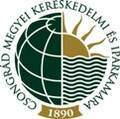 CSONGRÁD MEGYEI KERESKEDELMI ÉS IPARKAMARA
1890